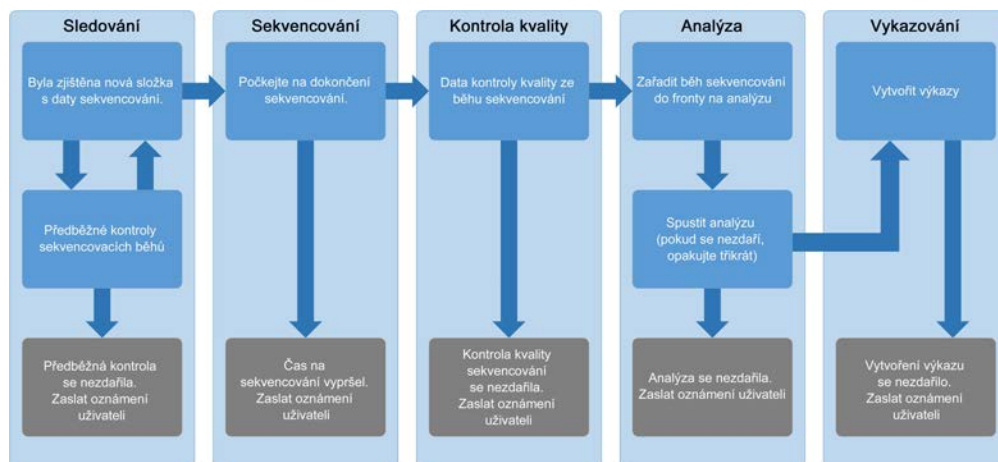 Sledování
Byla zjištěna nová složka
s daty sekvencování.
Předběžné kontroly
sekvencovacích běhů
Předběžná kontrola
se nezdařila.
Zaslat oznámení
uživateli
Sekvencování
Počkejte na dokončení
sekvencování.
Čas na
sekvencování vypršel.
Zaslat oznámení
uživateli
Kontrola kvality
Data kontroly kvality ze
běhu sekvencování
Kontrola kvality
sekvencování
se nezdařila.
Zaslat oznámení
uživateli
Analýza
Zařadit běh sekvencování
do fronty na analýzu
Spustit analýzu
(pokud se nezdaří,
opakujte třikrát)
Analýza se nezdařila.
Zaslat oznámení uživateli
Vykazování
Vytvořit výkazy
Vytvoření výkazu
se nezdařilo.
Zaslat oznámení
uživateli